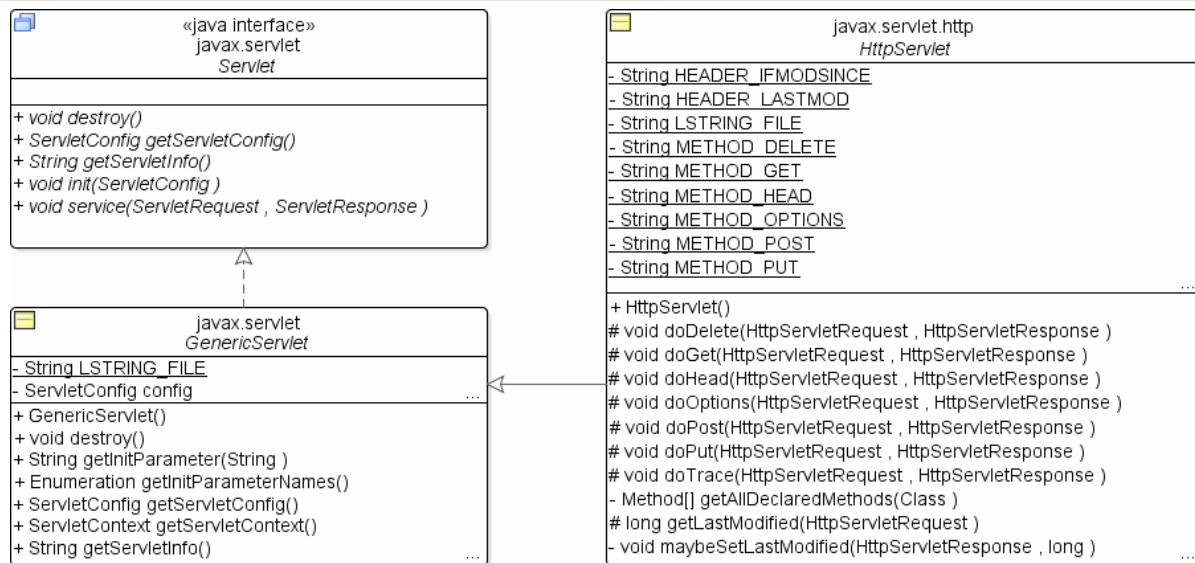 «java interface»
javax.servlet
Servlet
+ void destroy()
+ ServletConfig getServletConfig()
+ String getServletInfo()
+ void init(ServletConfig )
+ void service(ServletRequest , ServletResponse )
javax.servlet
GenericServlet
- String LSTRING_FILE
- ServletConfig config
...
+ GenericServlet()
+ void destroy()
+ String getInitParameter(String )
+ Enumeration getInitParameterNames()
+ ServletConfig getServletConfig()
+ ServletContext getServletContext()
+ String getServletInfo()
...
javax.servlet.http
HttpServlet
- String HEADER_IFMODSINCE
- String HEADER_LASTMOD
- String LSTRING_FILE
- String METHOD_DELETE
- String METHOD_GET
- String METHOD_HEAD
- String METHOD_OPTIONS
- String METHOD_POST
- String METHOD_PUT
...
+ HttpServlet()
# void doDelete(HttpServletRequest , HttpServletResponse )
# void doGet(HttpServletRequest , HttpServletResponse )
# void doHead(HttpServletRequest , HttpServletResponse )
# void doOptions(HttpServletRequest , HttpServletResponse )
# void doPost(HttpServletRequest , HttpServletResponse )
# void doPut(HttpServletRequest , HttpServletResponse )
# void doTrace(HttpServletRequest , HttpServletResponse )
- Method[] getAllDeclaredMethods(Class )
# long getLastModified(HttpServletRequest )
- void maybeSetLastModified(HttpServletResponse , long )
...